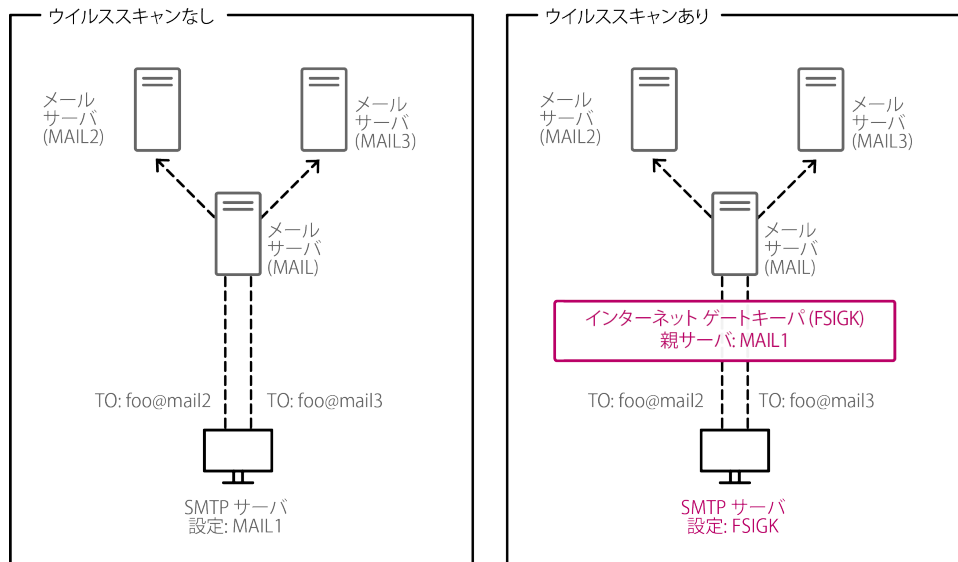 ウイルススキャンなし
メール
サーバ
(MAIL2)
メール
サーバ
(MAIL3)
メール
サーバ
(MAIL)
TO: foo@mail2
TO: foo@mail3
SMTP サーバ
設定: MAIL1
ウイルススキャンあり
メール
サーバ
(MAIL2)
メール
サーバ
(MAIL3)
メール
サーバ
(MAIL)
インターネット ゲートキーパ (FSIGK)
親サーバ: MAIL1
TO: foo@mail2
TO: foo@mail3
SMTP サーバ
設定: FSIGK